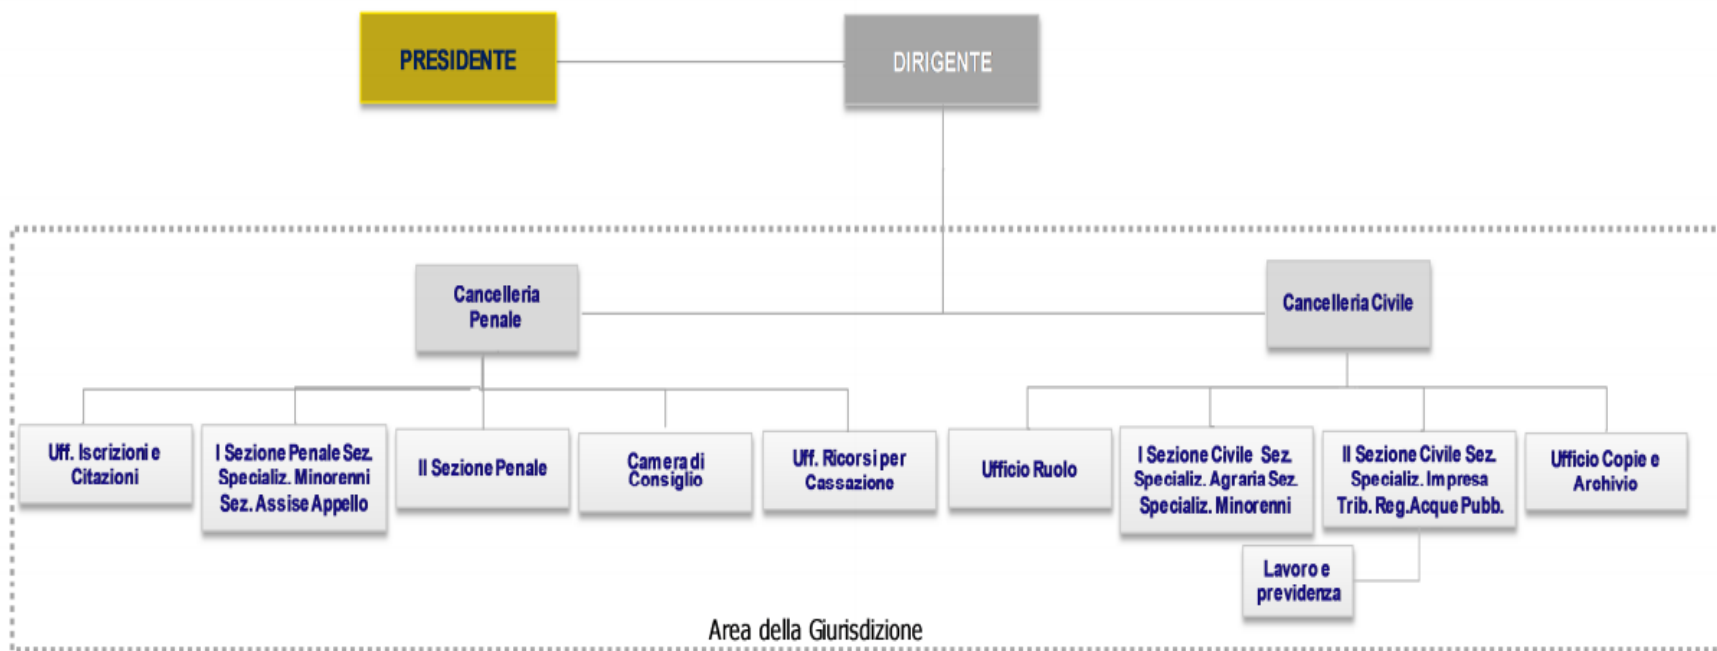 PRESIDENTE
DIRIGENTE
Cancelleria
Penale
Cancelleria Civile
Uff. Iscrizioni e
Citazioni
I Sezione Penale Sez.
Specializ. Minorenni
Sez. Assise Appello
II Sezione Penale
Camera di
Consiglio
Uff. Ricorsi per
Cassazione
Ufficio Ruolo
I Sezione Civile Sez.
Specializ. Agraria Sez.
Specializ. Minorenni
II Sezione Civile Sez.
Specializ. Impresa
Trib. Reg.Acque Pubb.
Ufficio Copie e
Archivio
Lavoro e
previdenza
Area della Giurisdizione